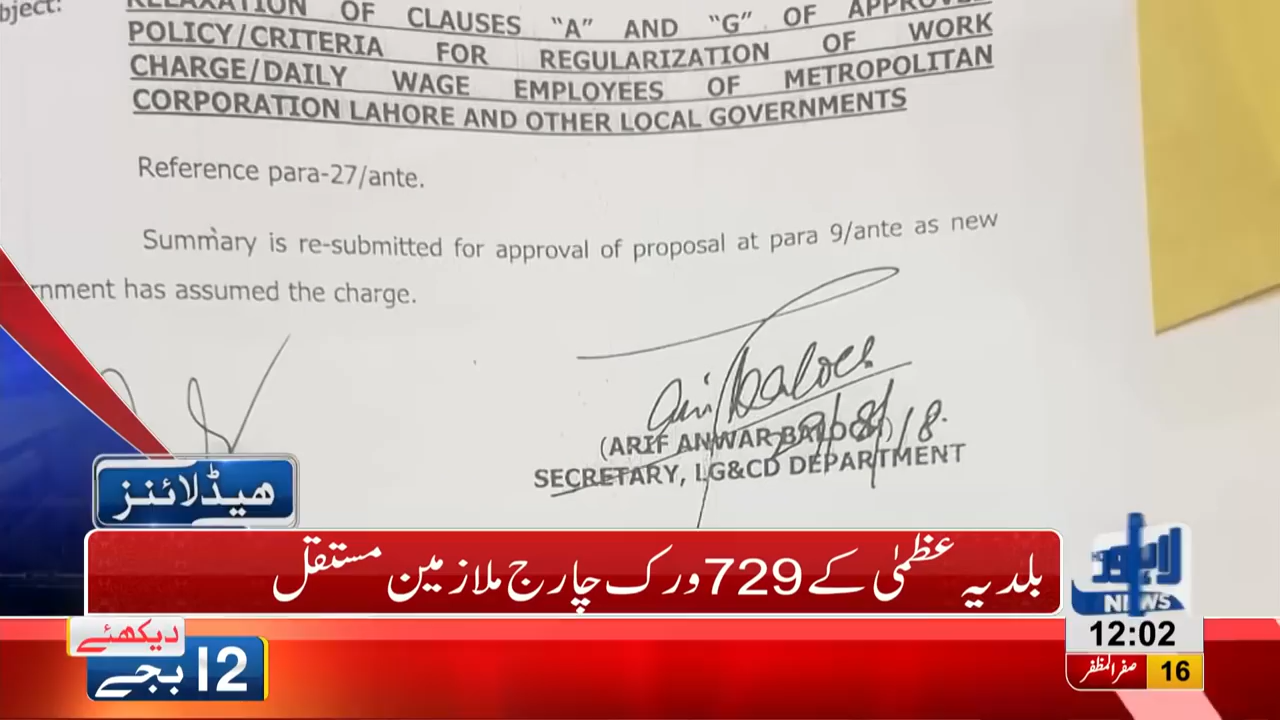 bject:
RELAXATION OF CLAUSES “A” AND “G” OF APPROVED
POLICY/CRITERIA FOR REGULARIZATION OF WORK
CHARGE/DAILY WAGE EMPLOYEES OF METROPOLITAN
CORPORATION LAHORE AND OTHER LOCAL GOVERNMENTS
Reference para-27/ante.
Summary is re-submitted for approval of proposal at para 9/ante as new
rnment has assumed the charge.
(ARIF ANWAR BALOCH)
SECRETARY, LG&CD DEPARTMENT
ھیڈلائنز
بلدیہ عظمیٰ کے 729 ورک چارج ملازمین مستقل
لاہور
NEWS
12:02
16 صفر المظفر
دیکھئے
12 بجے